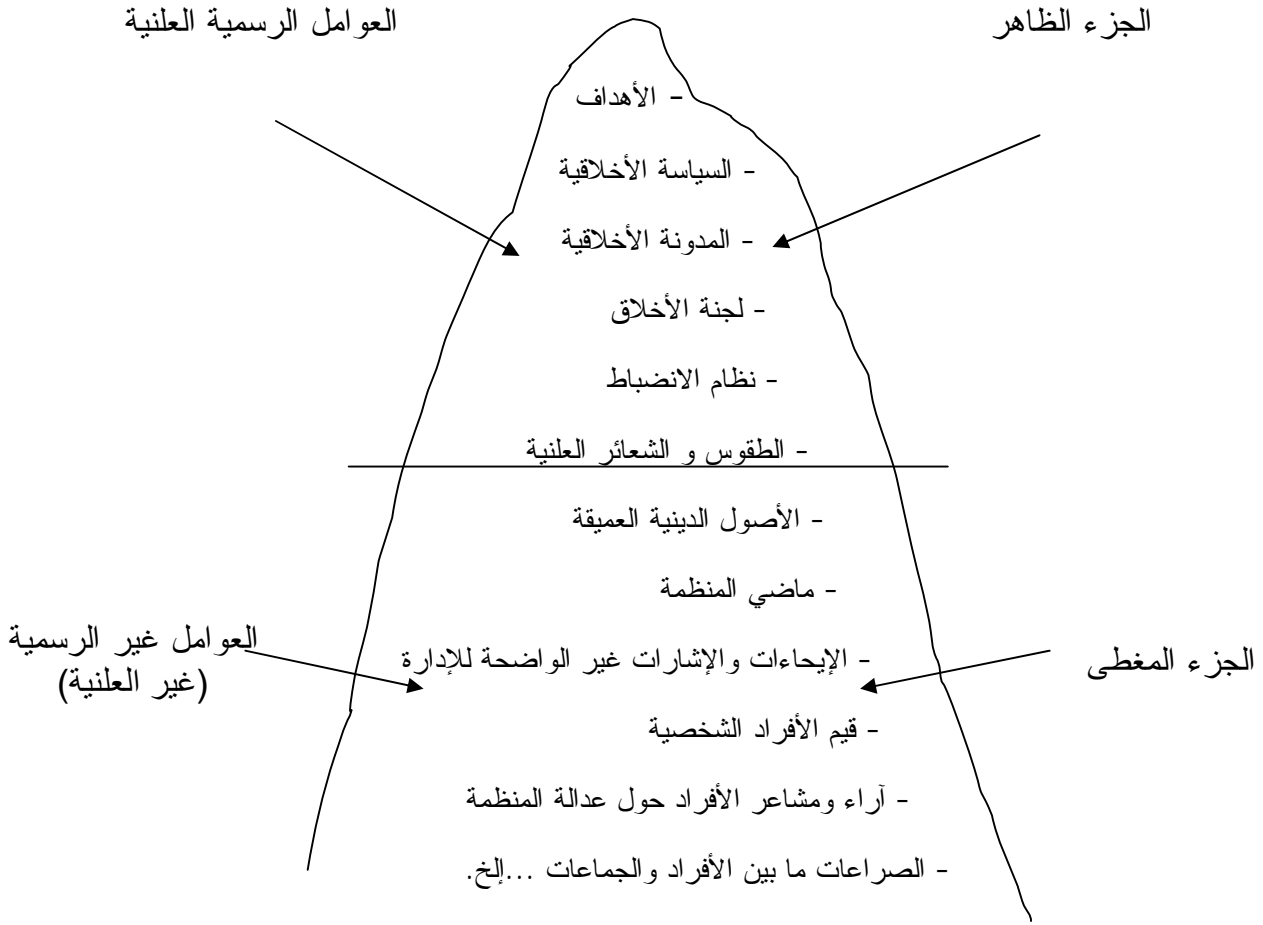 الجزء الظاهر
العوامل الرسمية العلنية
- الأهداف
- السياسة الأخلاقية
- المدونة الأخلاقية
- لجنة الأخلاق
- نظام الانضباط
- الطقوس و الشعائر العلنية
- الأصول الدينية العميقة
- ماضي المنظمة
الجزء المغطى
- الإيحاءات والإشارات غير الواضحة للإدارة
العوامل غير الرسمية
(غير العلنية)
- قيم الأفراد الشخصية
- آراء ومشاعر الأفراد حول عدالة المنظمة
- الصراعات ما بين الأفراد والجماعات ...إلخ.